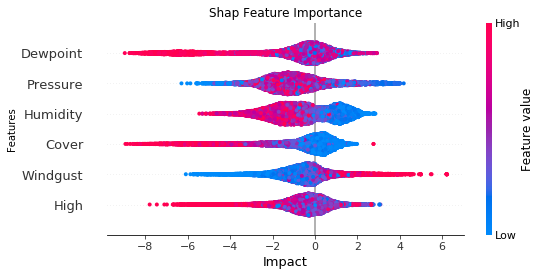 Shap Feature Importance
High
Dewpoint
Pressure
Humidity
Cover
Windgust
High
Features
Feature value
Low
−8 −6 −4 −2 0 2 4 6
Impact